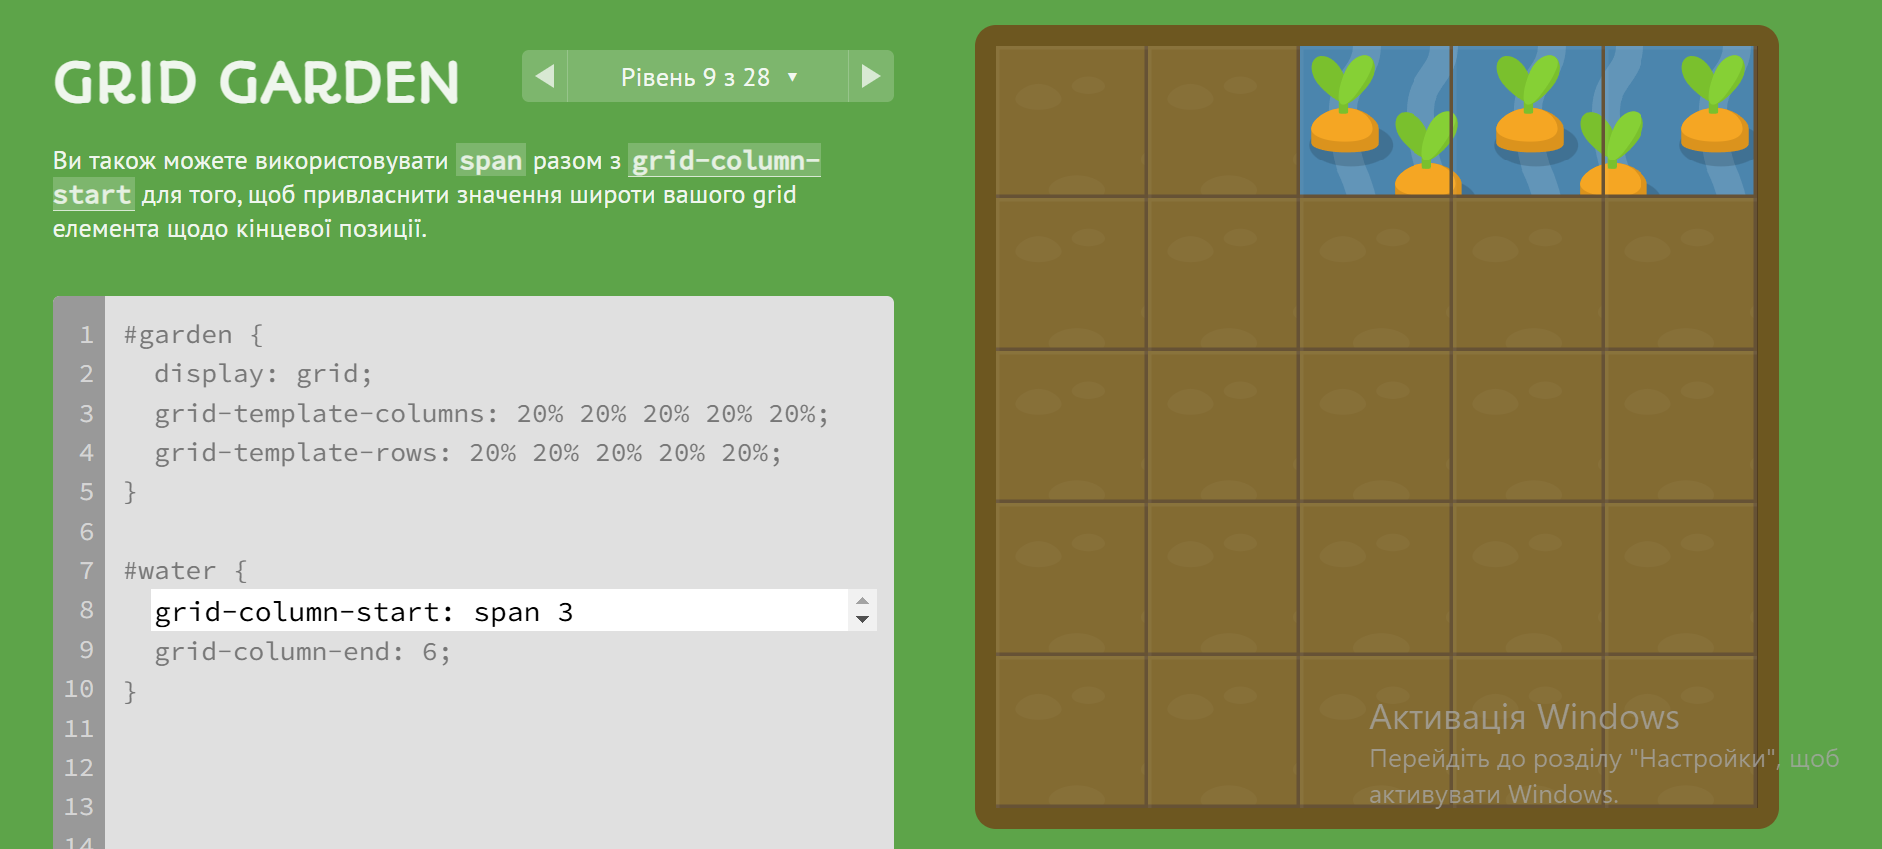 GRID GARDEN
Рівень 9 з 28 ▼
Ви також можете використовувати span разом з grid-column-
start для того, щоб привласнити значення широти вашого grid
елемента щодо кінцевої позиції.
1 #garden {
2 display: grid;
3 grid-template-columns: 20% 20% 20% 20% 20%;
4 grid-template-rows: 20% 20% 20% 20% 20%;
5 }
6
7 #water {
8 grid-column-start: span 3
9 grid-column-end: 6;
10 }
11
12
13
14
Активація Windows
Перейдіть до розділу "Настройки", щоб
активувати Windows.